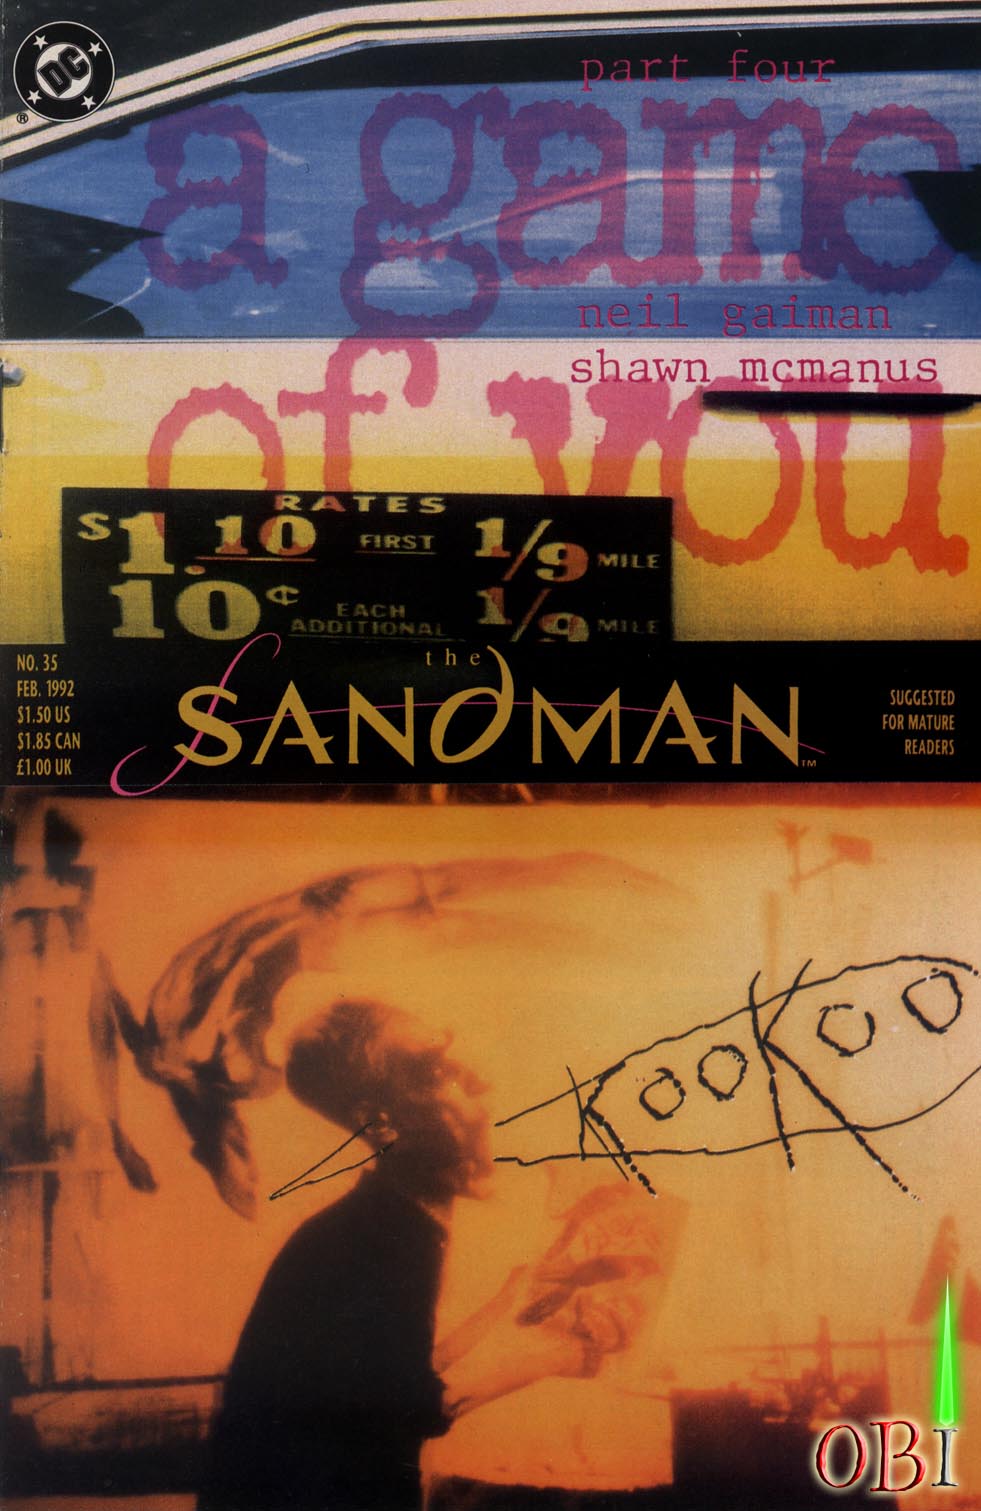 DC
®
part four
a game
neil gaiman
shawn mcmanus
of you
RATES
$1.10 FIRST 1/9 MILE
10¢ EACH ADDITIONAL 1/9 MILE
NO. 35
FEB. 1992
$1.50 US
$1.85 CAN
£1.00 UK
the
SANDMAN™
SUGGESTED
FOR MATURE
READERS
KOOKOO
OBI